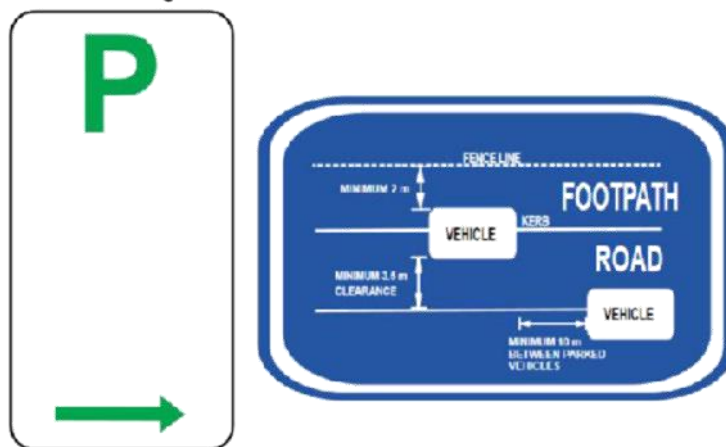 P
FENCE LINE
MINIMUM 2 m
FOOTPATH
VEHICLE
KERB
ROAD
MINIMUM 3.5 m
CLEARANCE
VEHICLE
MINIMUM 10 m
BETWEEN PARKED
VEHICLES